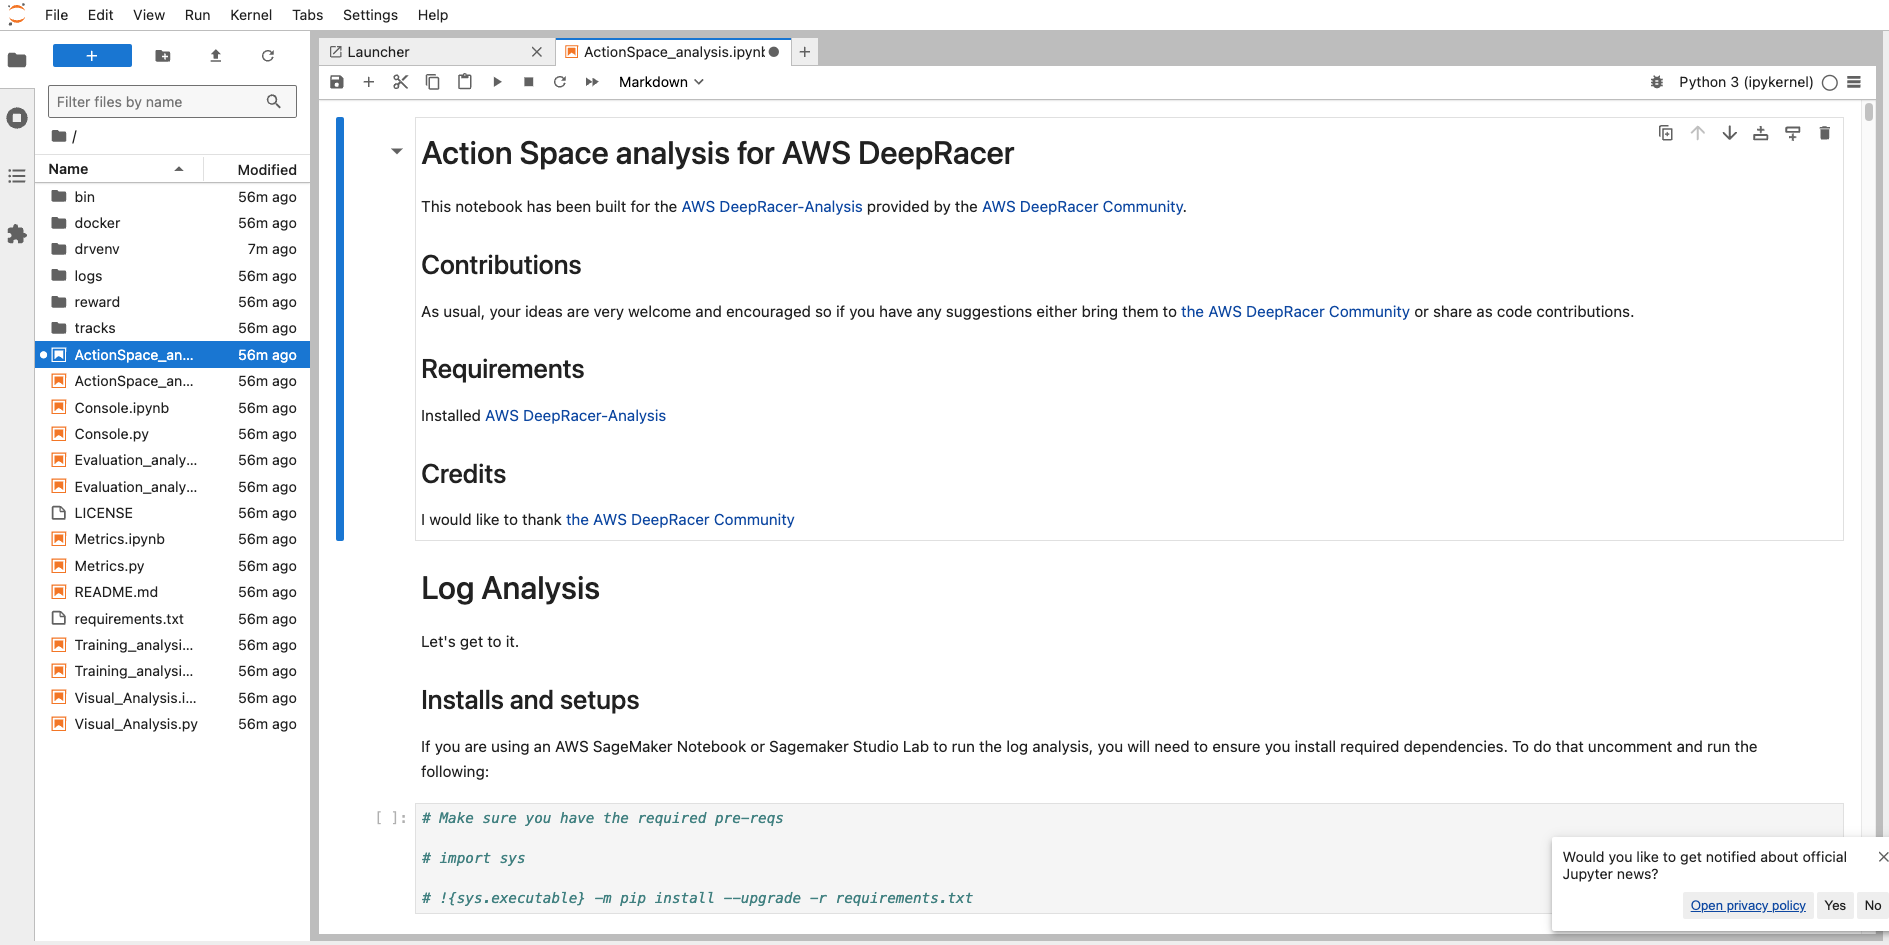 File Edit View Run Kernel Tabs Settings Help
+
Filter files by name
/
Name Modified
bin 56m ago
docker 56m ago
drvenv 7m ago
logs 56m ago
reward 56m ago
tracks 56m ago
ActionSpace_an... 56m ago
ActionSpace_an... 56m ago
Console.ipynb 56m ago
Console.py 56m ago
Evaluation_analy... 56m ago
Evaluation_analy... 56m ago
LICENSE 56m ago
Metrics.ipynb 56m ago
Metrics.py 56m ago
README.md 56m ago
requirements.txt 56m ago
Training_analysi... 56m ago
Training_analysi... 56m ago
Visual_Analysis.i... 56m ago
Visual_Analysis.py 56m ago
Launcher ActionSpace_analysis.ipynb
Markdown Python 3 (ipykernel)
Action Space analysis for AWS DeepRacer
This notebook has been built for the AWS DeepRacer-Analysis provided by the AWS DeepRacer Community.
Contributions
As usual, your ideas are very welcome and encouraged so if you have any suggestions either bring them to the AWS DeepRacer Community or share as code contributions.
Requirements
Installed AWS DeepRacer-Analysis
Credits
I would like to thank the AWS DeepRacer Community
Log Analysis
Let's get to it.
Installs and setups
If you are using an AWS SageMaker Notebook or Sagemaker Studio Lab to run the log analysis, you will need to ensure you install required dependencies. To do that uncomment and run the
following:
[ ]: # Make sure you have the required pre-reqs
# import sys
# !{sys.executable} -m pip install --upgrade -r requirements.txt
Would you like to get notified about official
Jupyter news?
Open privacy policy Yes No